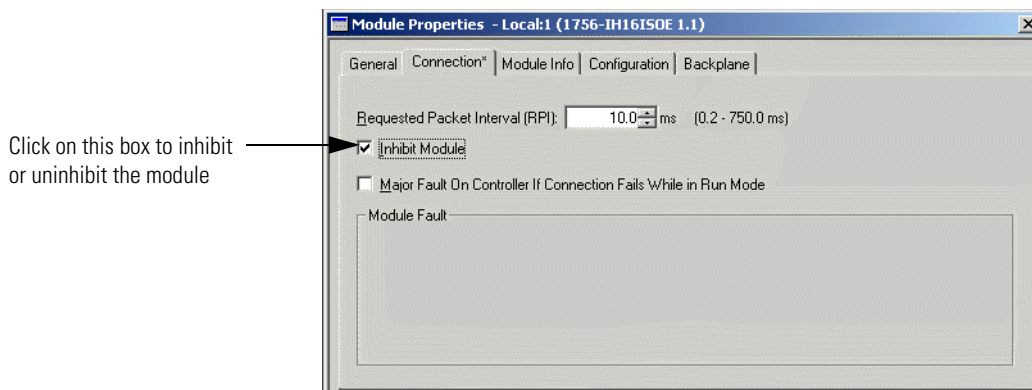 Module Properties - Local:1 (1756-IH16ISOE 1.1)
General Connection* Module Info Configuration Backplane
Requested Packet Interval (RPI): 10.0 ms (0.2 - 750.0 ms)
Click on this box to inhibit
or uninhibit the module
Inhibit Module
Major Fault On Controller If Connection Fails While in Run Mode
Module Fault